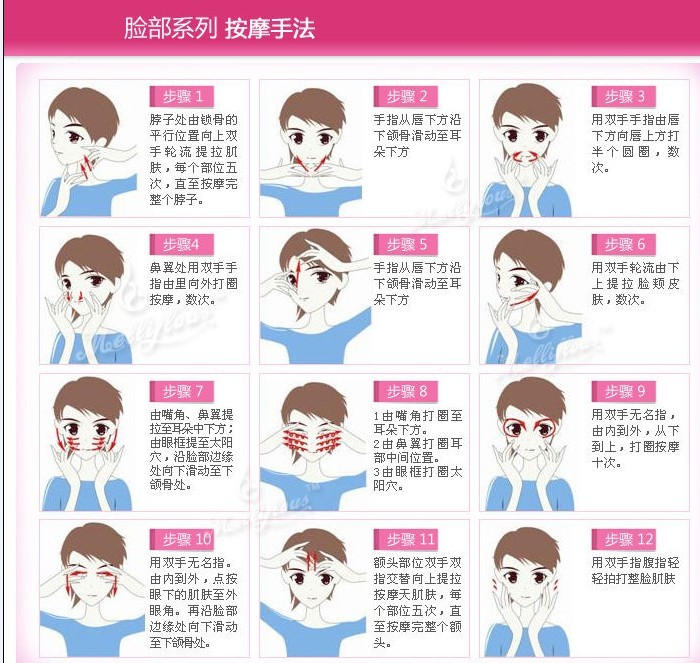 脸部系列 按摩手法
步骤 1
脖子处由锁骨的
平行位置向上双
手轮流提拉肌
肤，每个部位五
次，直至按摩完
整个脖子。
步骤 2
手指从唇下方沿
下颌骨滑动至耳
朵下方
步骤 3
用双手手指由唇
下方向唇上方打
半个圆圈，数
次。
步骤4
鼻翼处用双手手
指由里向外打圈
按摩，数次。
步骤 5
手指从唇下方沿
下颌骨滑动至耳
朵下方
步骤 6
用双手轮流由下
上提拉脸颊皮
肤，数次。
步骤 7
由嘴角、鼻翼提
拉至耳朵中下方；
由眼框提至太阳
穴，沿脸部边缘
处向下滑动至下
颌骨处。
步骤 8
1由嘴角打圈至
耳朵下方。
2由鼻翼打圈耳
部中间位置。
3由眼框打圈太
阳穴。
步骤 9
用双手无名指，
由内到外，从下
到上，打圈按摩
十次。
步骤 10
用双手无名指。
由内到外，点按
眼下的肌肤至外
眼角。再沿脸部
边缘处向下滑动
至下颌骨处。
步骤 11
额头部位双手双
指交替向上提拉
按摩天肌肤，每
个部位五次，直
至按摩完整个额
头。
步骤 12
用双手指腹指轻
轻拍打整脸肌肤